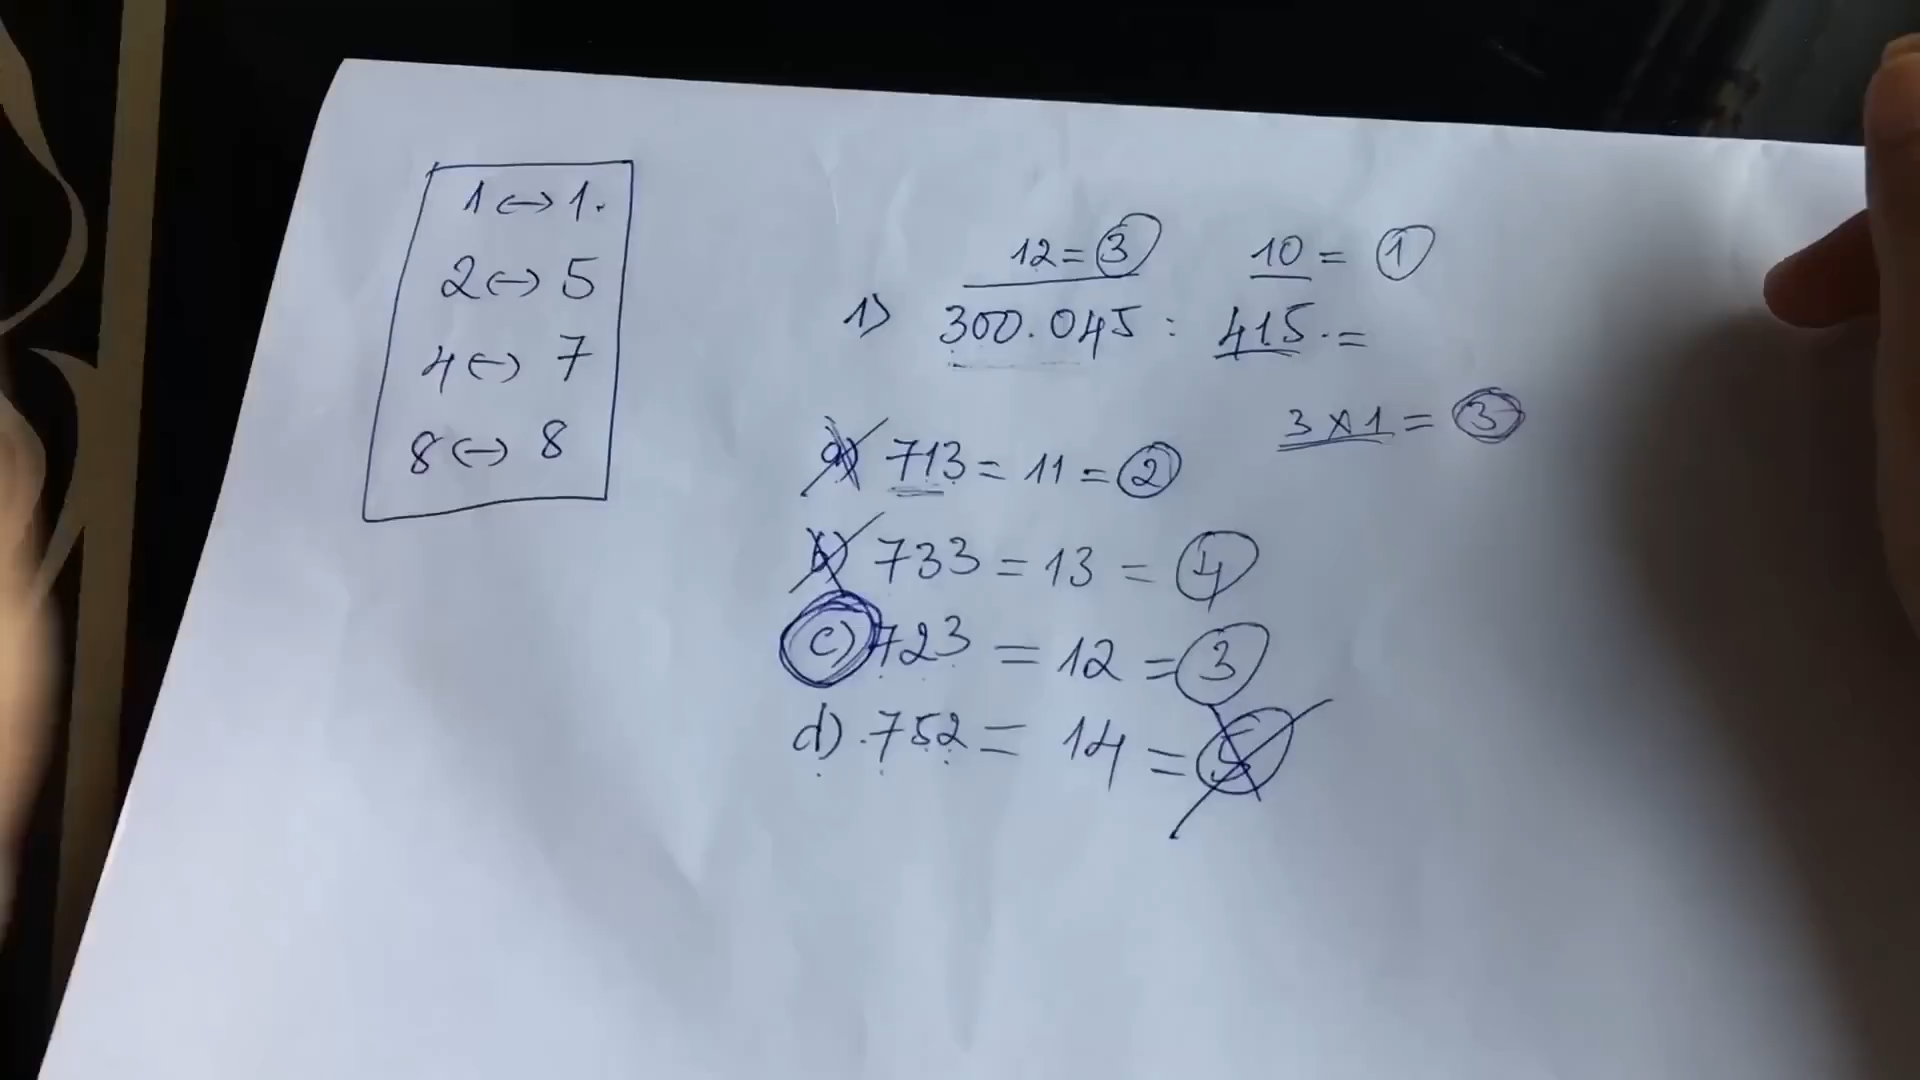 1 ↔ 1.
2 ↔ 5
4 ↔ 7
8 ↔ 8
12 = 3 10 = 1
1) 300.045 : 415 . =
3 x 1 = 3
a) 713 = 11 = 2
b) 733 = 13 = 4
c) 723 = 12 = 3
d) .752 = 14 = 5